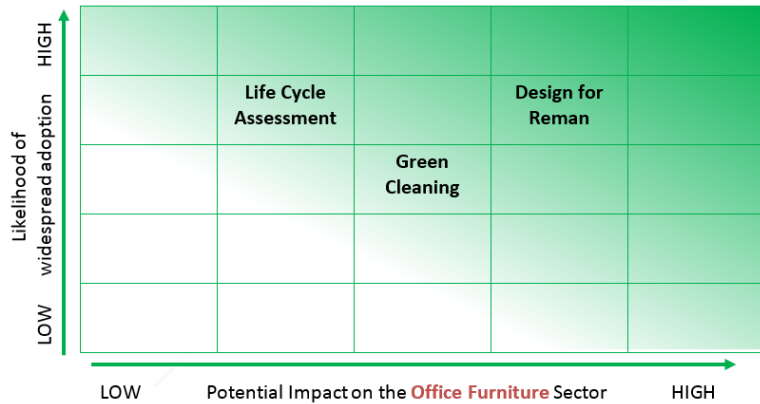 HIGH
Likelihood of
widespread adoption
LOW
Life Cycle
Assessment
Design for
Reman
Green
Cleaning
LOW
Potential Impact on the Office Furniture Sector
HIGH